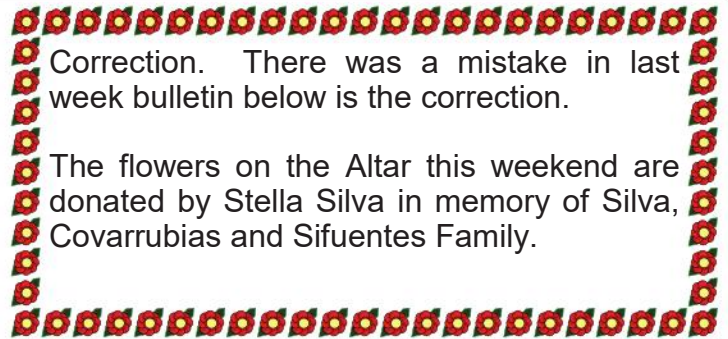 Correction. There was a mistake in last
week bulletin below is the correction.
The flowers on the Altar this weekend are
donated by Stella Silva in memory of Silva,
Covarrubias and Sifuentes Family.